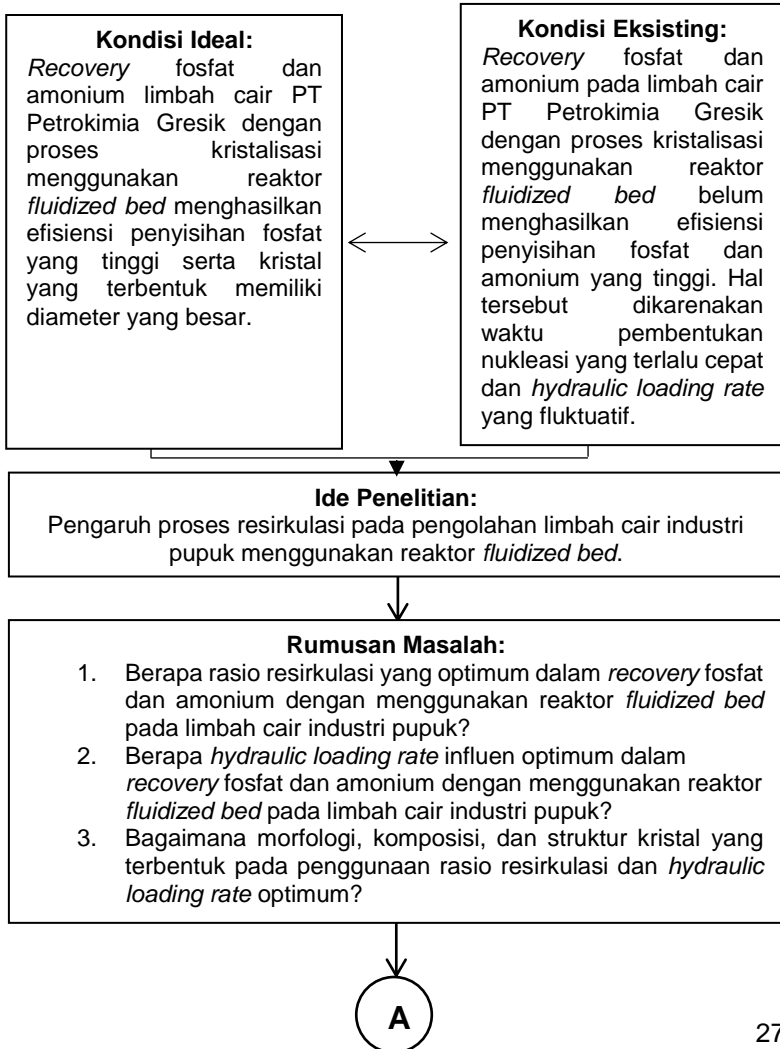 Kondisi Ideal:
Recovery fosfat dan
amonium limbah cair PT
Petrokimia Gresik dengan
proses kristalisasi
menggunakan reaktor
fluidized bed menghasilkan
efisiensi penyisihan fosfat
yang tinggi serta kristal
yang terbentuk memiliki
diameter yang besar.
Kondisi Eksisting:
Recovery fosfat dan
amonium pada limbah cair
PT Petrokimia Gresik
dengan proses kristalisasi
menggunakan reaktor
fluidized bed belum
menghasilkan efisiensi
penyisihan fosfat dan
amonium yang tinggi. Hal
tersebut dikarenakan
waktu pembentukan
nukleasi yang terlalu cepat
dan hydraulic loading rate
yang fluktuatif.
Ide Penelitian:
Pengaruh proses resirkulasi pada pengolahan limbah cair industri
pupuk menggunakan reaktor fluidized bed.
Rumusan Masalah:
1. Berapa rasio resirkulasi yang optimum dalam recovery fosfat
dan amonium dengan menggunakan reaktor fluidized bed
pada limbah cair industri pupuk?
2. Berapa hydraulic loading rate influen optimum dalam
recovery fosfat dan amonium dengan menggunakan reaktor
fluidized bed pada limbah cair industri pupuk?
3. Bagaimana morfologi, komposisi, dan struktur kristal yang
terbentuk pada penggunaan rasio resirkulasi dan hydraulic
loading rate optimum?
A
27